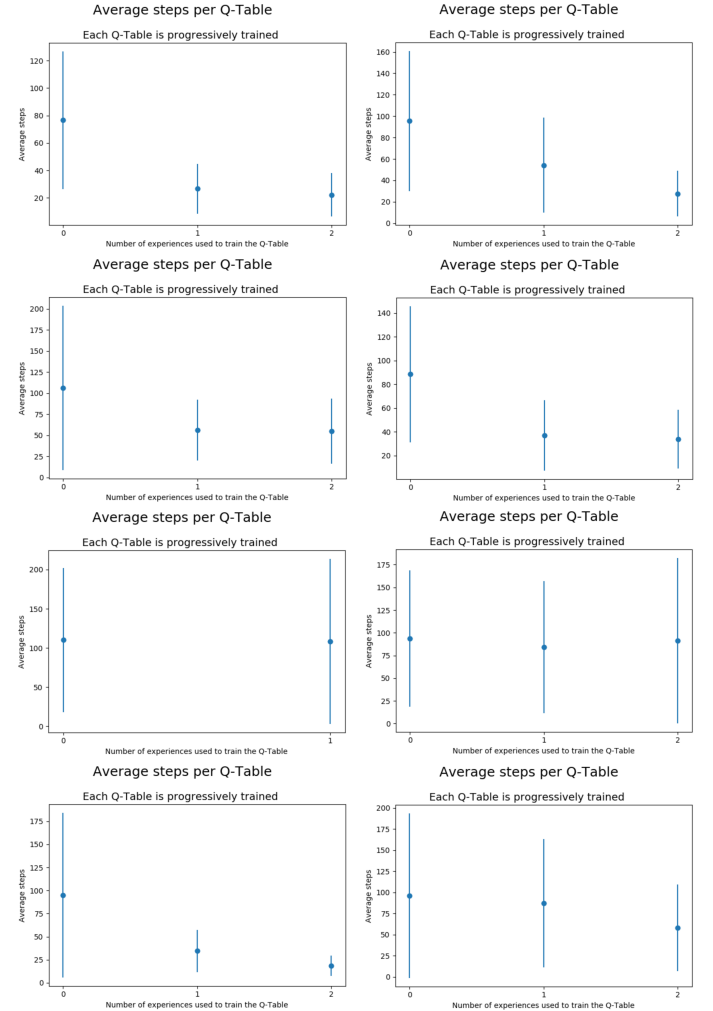 Average steps per Q-Table
Each Q-Table is progressively trained
120
100
80
60
40
20
Average steps
0 1 2
Number of experiences used to train the Q-Table
Average steps per Q-Table
Each Q-Table is progressively trained
160
140
120
100
80
60
40
20
0
Average steps
0 1 2
Number of experiences used to train the Q-Table
Average steps per Q-Table
Each Q-Table is progressively trained
200
175
150
125
100
75
50
25
0
Average steps
0 1 2
Number of experiences used to train the Q-Table
Average steps per Q-Table
Each Q-Table is progressively trained
140
120
100
80
60
40
20
Average steps
0 1 2
Number of experiences used to train the Q-Table
Average steps per Q-Table
Each Q-Table is progressively trained
200
150
100
50
0
Average steps
0 1
Number of experiences used to train the Q-Table
Average steps per Q-Table
Each Q-Table is progressively trained
175
150
125
100
75
50
25
0
Average steps
0 1 2
Number of experiences used to train the Q-Table
Average steps per Q-Table
Each Q-Table is progressively trained
175
150
125
100
75
50
25
0
Average steps
0 1 2
Number of experiences used to train the Q-Table
Average steps per Q-Table
Each Q-Table is progressively trained
200
175
150
125
100
75
50
25
0
Average steps
0 1 2
Number of experiences used to train the Q-Table